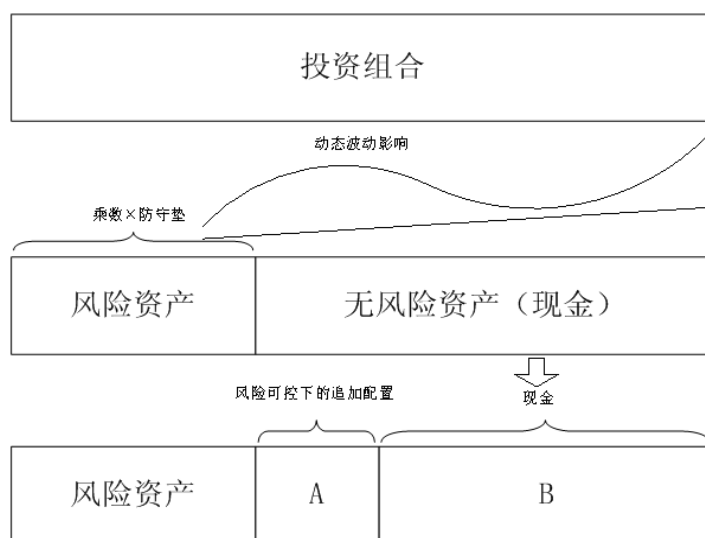 投资组合
动态波动影响
乘数×防守垫
风险资产
无风险资产（现金）
风险可控下的追加配置
现金
风险资产
A
B